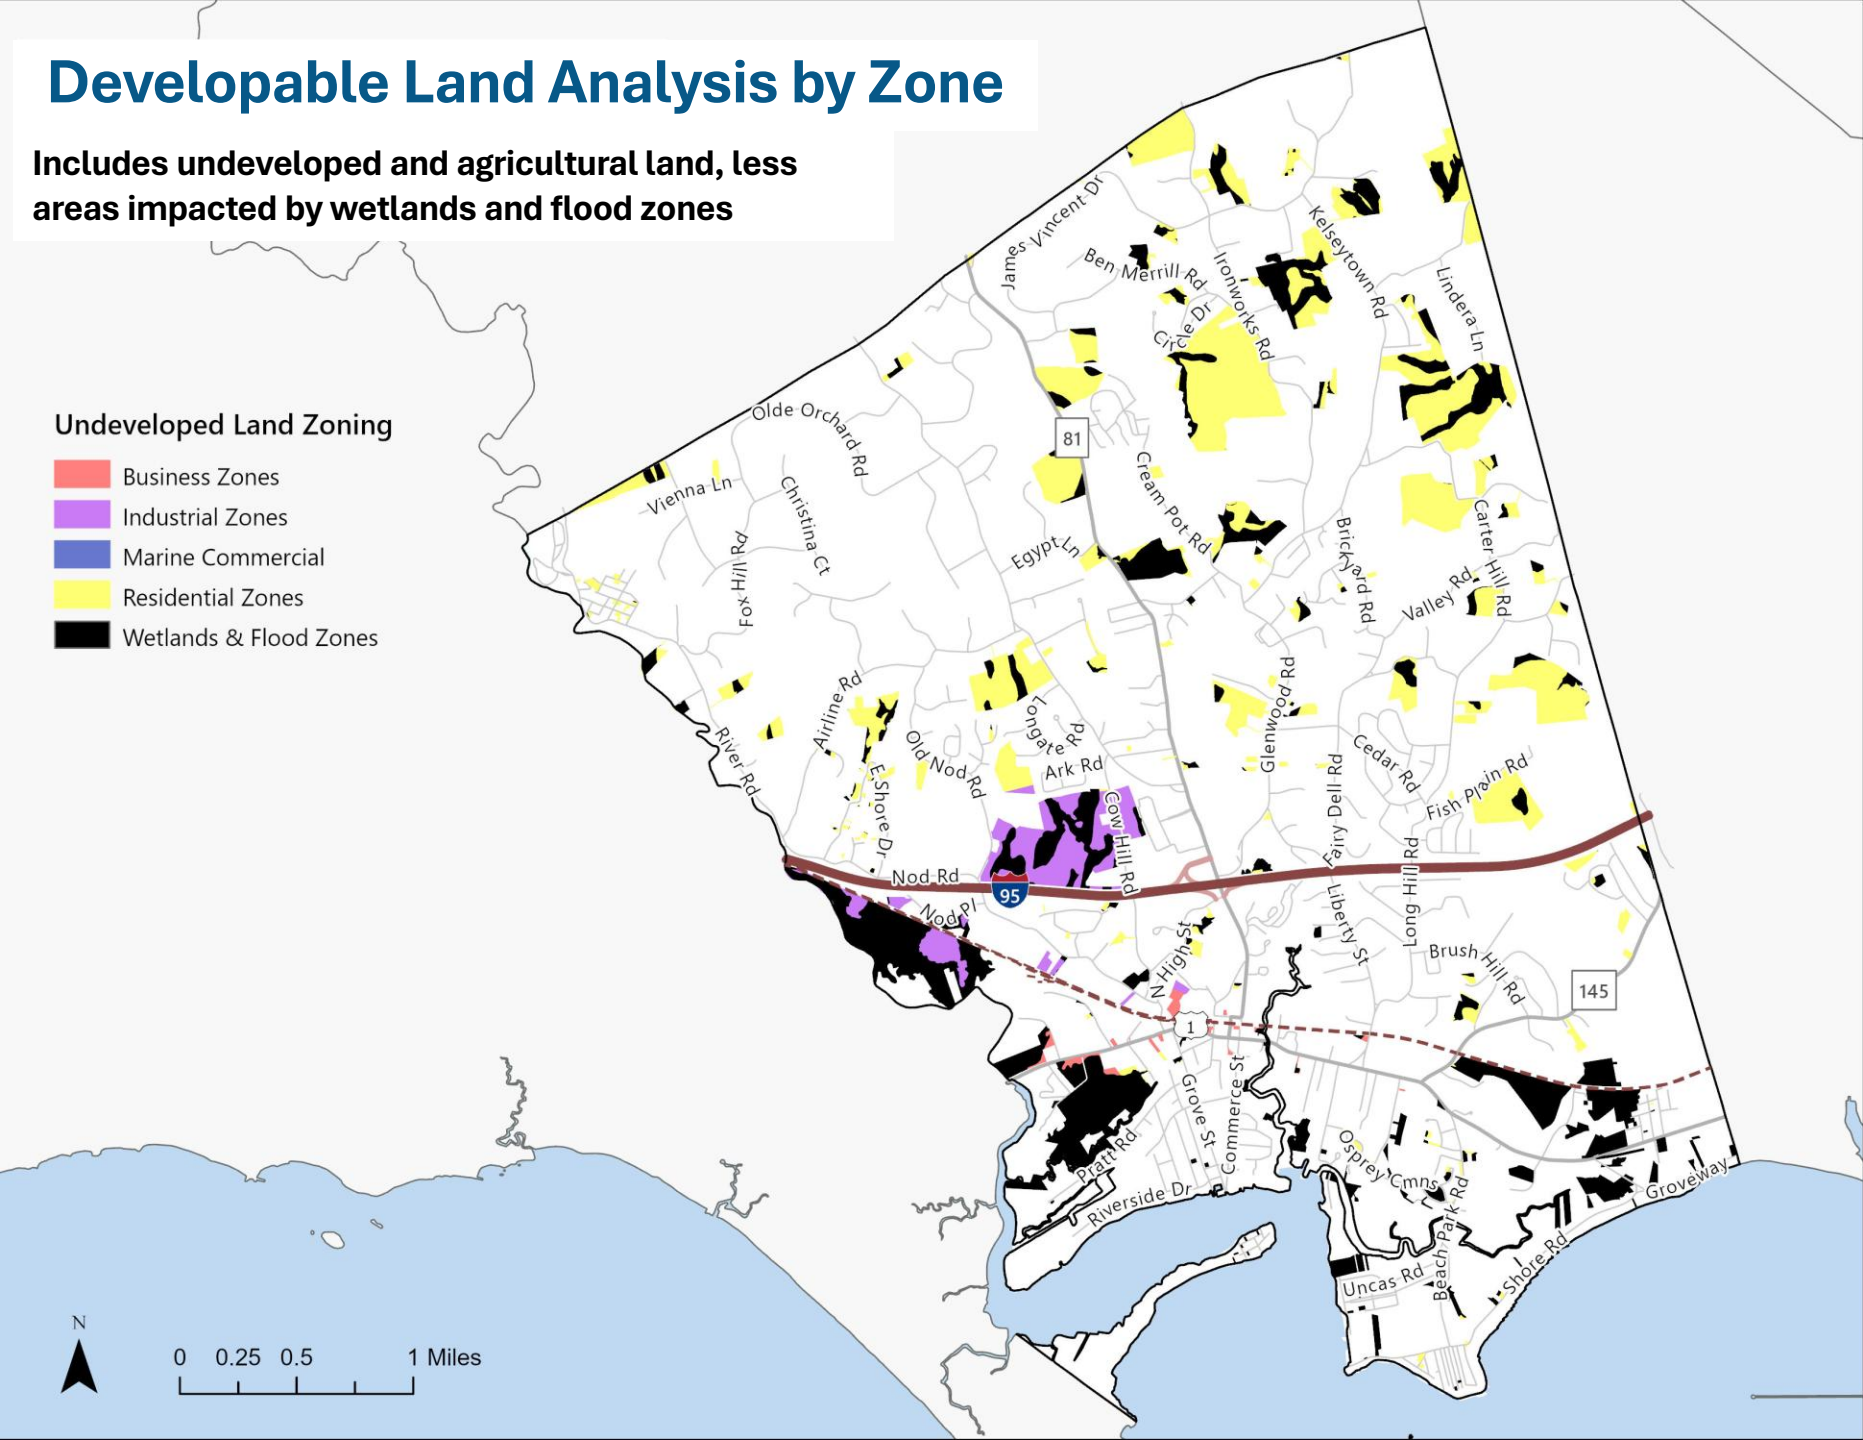 Developable Land Analysis by Zone
Includes undeveloped and agricultural land, less
areas impacted by wetlands and flood zones
Undeveloped Land Zoning
Business Zones
Industrial Zones
Marine Commercial
Residential Zones
Wetlands & Flood Zones
James Vincent Dr
Ben Merrill Rd
Ironworks Rd
Kelseytown Rd
Lindera Ln
Circle Dr
Olde Orchard Rd
81
Vienna Ln
Christina Ct
Cream Pot Rd
Carter Hill Rd
Fox Hill Rd
Egypt Ln
Brickyard Rd
Valley Rd
Airline Rd
Longate Rd
Glenwood Rd
River Rd
Old Nod Rd
Ark Rd
Cedar Rd
E Shore Dr
Cow Hill Rd
Fairy Dell Rd
Fish Plain Rd
Long Hill Rd
Nod Rd
95
Nod Pl
Liberty St
N High St
Brush Hill Rd
145
1
Grove St
Commerce St
Pratt Rd
Osprey Cmns
Riverside Dr
Groveway
Beach Park Rd
Shore Rd
Uncas Rd
N
0 0.25 0.5 1 Miles